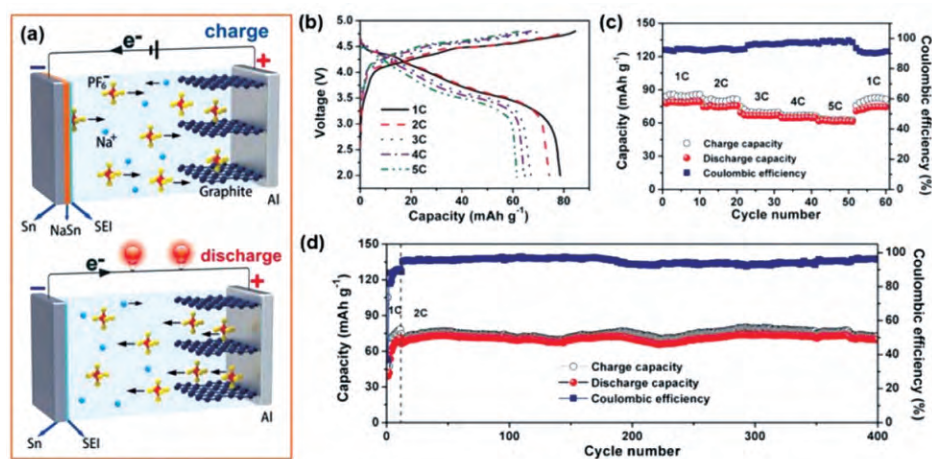 (a)
charge
e⁻
−
+
PF₆⁻
Na⁺
Graphite
Al
Sn
NaSn
SEI
discharge
e⁻
−
+
Al
Sn
SEI
(b)
5.0
4.5
4.0
3.5
3.0
2.5
2.0
Voltage (V)
1C
2C
3C
4C
5C
0 20 40 60 80 100
Capacity (mAh g⁻¹)
(c)
150
120
90
60
30
0
Capacity (mAh g⁻¹)
1C 2C 3C 4C 5C 1C
Charge capacity
Discharge capacity
Coulombic efficiency
100
80
60
40
20
0
Coulombic efficiency (%)
0 10 20 30 40 50 60
Cycle number
(d)
150
120
90
60
30
0
Capacity (mAh g⁻¹)
1C 2C
Charge capacity
Discharge capacity
Coulombic efficiency
100
80
60
40
20
0
Coulombic efficiency (%)
0 100 200 300 400
Cycle number